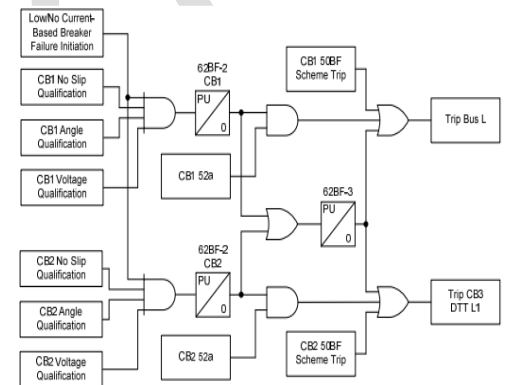 Low/No Current-
Based Breaker
Failure Initiation
CB1 No Slip
Qualification
CB1 Angle
Qualification
CB1 Voltage
Qualification
62BF-2
CB1
PU
0
CB1 52a
CB1 50BF
Scheme Trip
Trip Bus L
62BF-3
PU
0
CB2 No Slip
Qualification
CB2 Angle
Qualification
CB2 Voltage
Qualification
62BF-2
CB2
PU
0
CB2 52a
CB2 50BF
Scheme Trip
Trip CB3
DTT L1